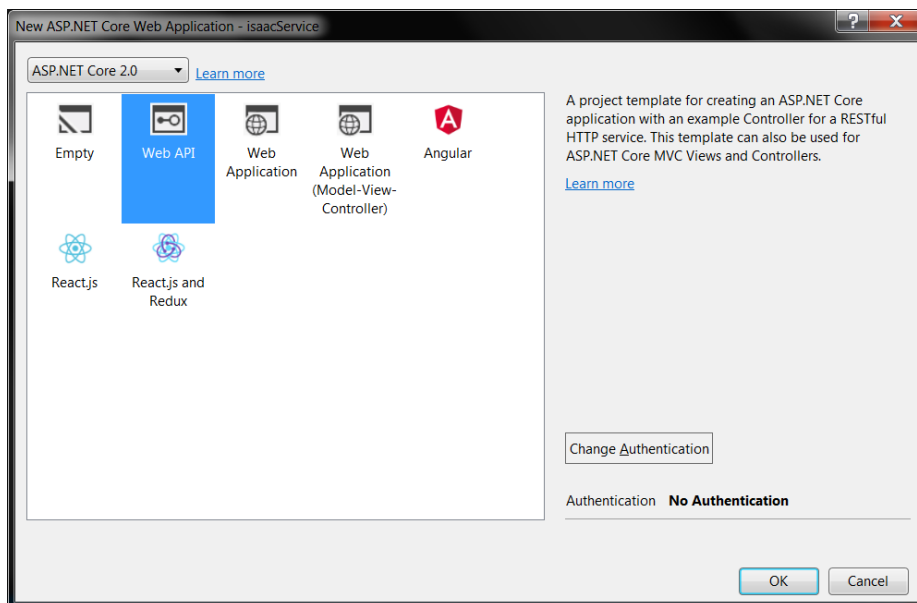 New ASP.NET Core Web Application - isaacService
ASP.NET Core 2.0
Learn more
Empty
Web API
Web
Application
Web
Application
(Model-View-
Controller)
Angular
React.js
React.js and
Redux
A project template for creating an ASP.NET Core
application with an example Controller for a RESTful
HTTP service. This template can also be used for
ASP.NET Core MVC Views and Controllers.
Learn more
Change Authentication
Authentication No Authentication
OK
Cancel